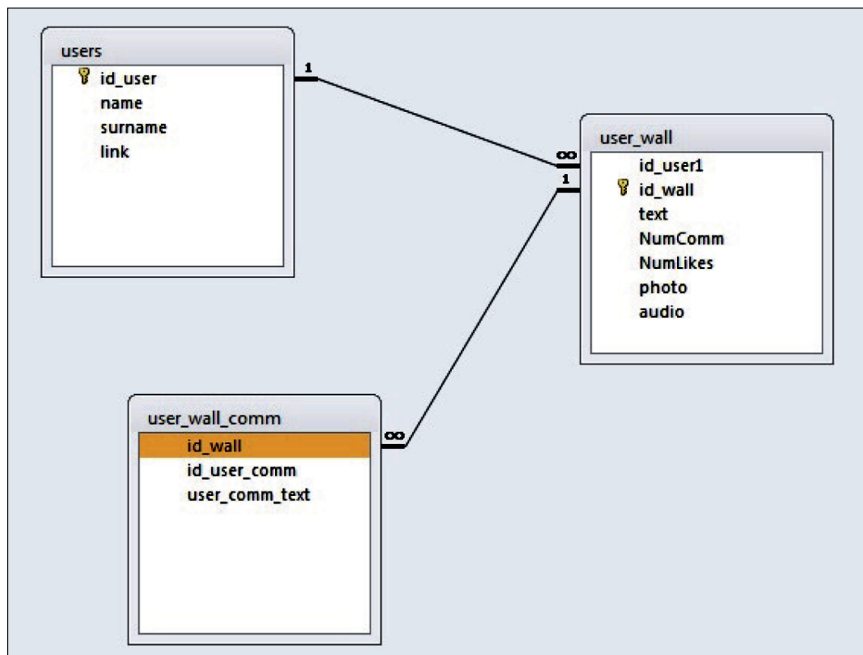 users
id_user
name
surname
link
1
user_wall
∞
id_user1
1
id_wall
text
NumComm
NumLikes
photo
audio
user_wall_comm
∞
id_wall
id_user_comm
user_comm_text